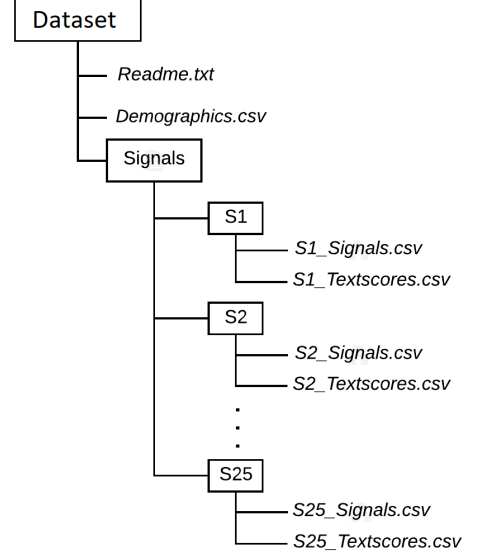 Dataset
Readme.txt
Demographics.csv
Signals
S1
S1_Signals.csv
S1_Textscores.csv
S2
S2_Signals.csv
S2_Textscores.csv
S25
S25_Signals.csv
S25_Textscores.csv